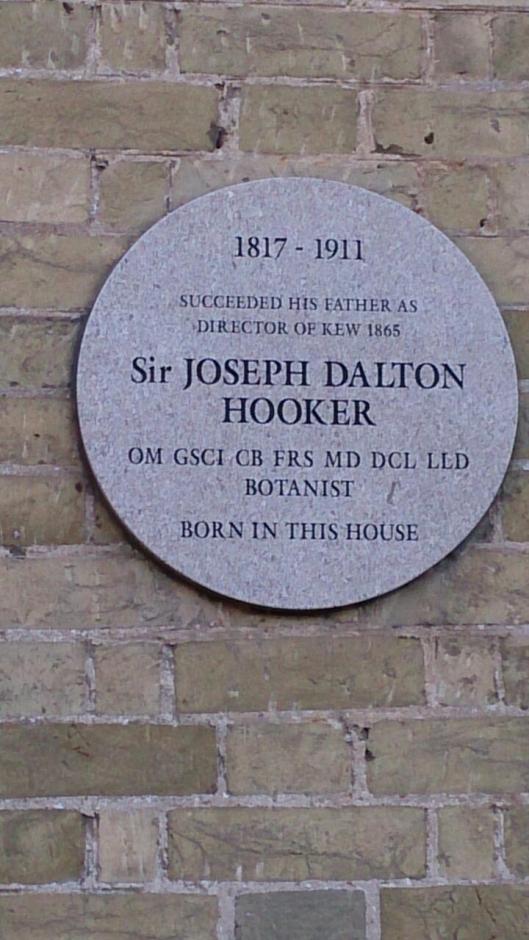 1817 - 1911
SUCCEEDED HIS FATHER AS
DIRECTOR OF KEW 1865
Sir JOSEPH DALTON
HOOKER
OM GSCI CB FRS MD DCL LLD
BOTANIST
BORN IN THIS HOUSE